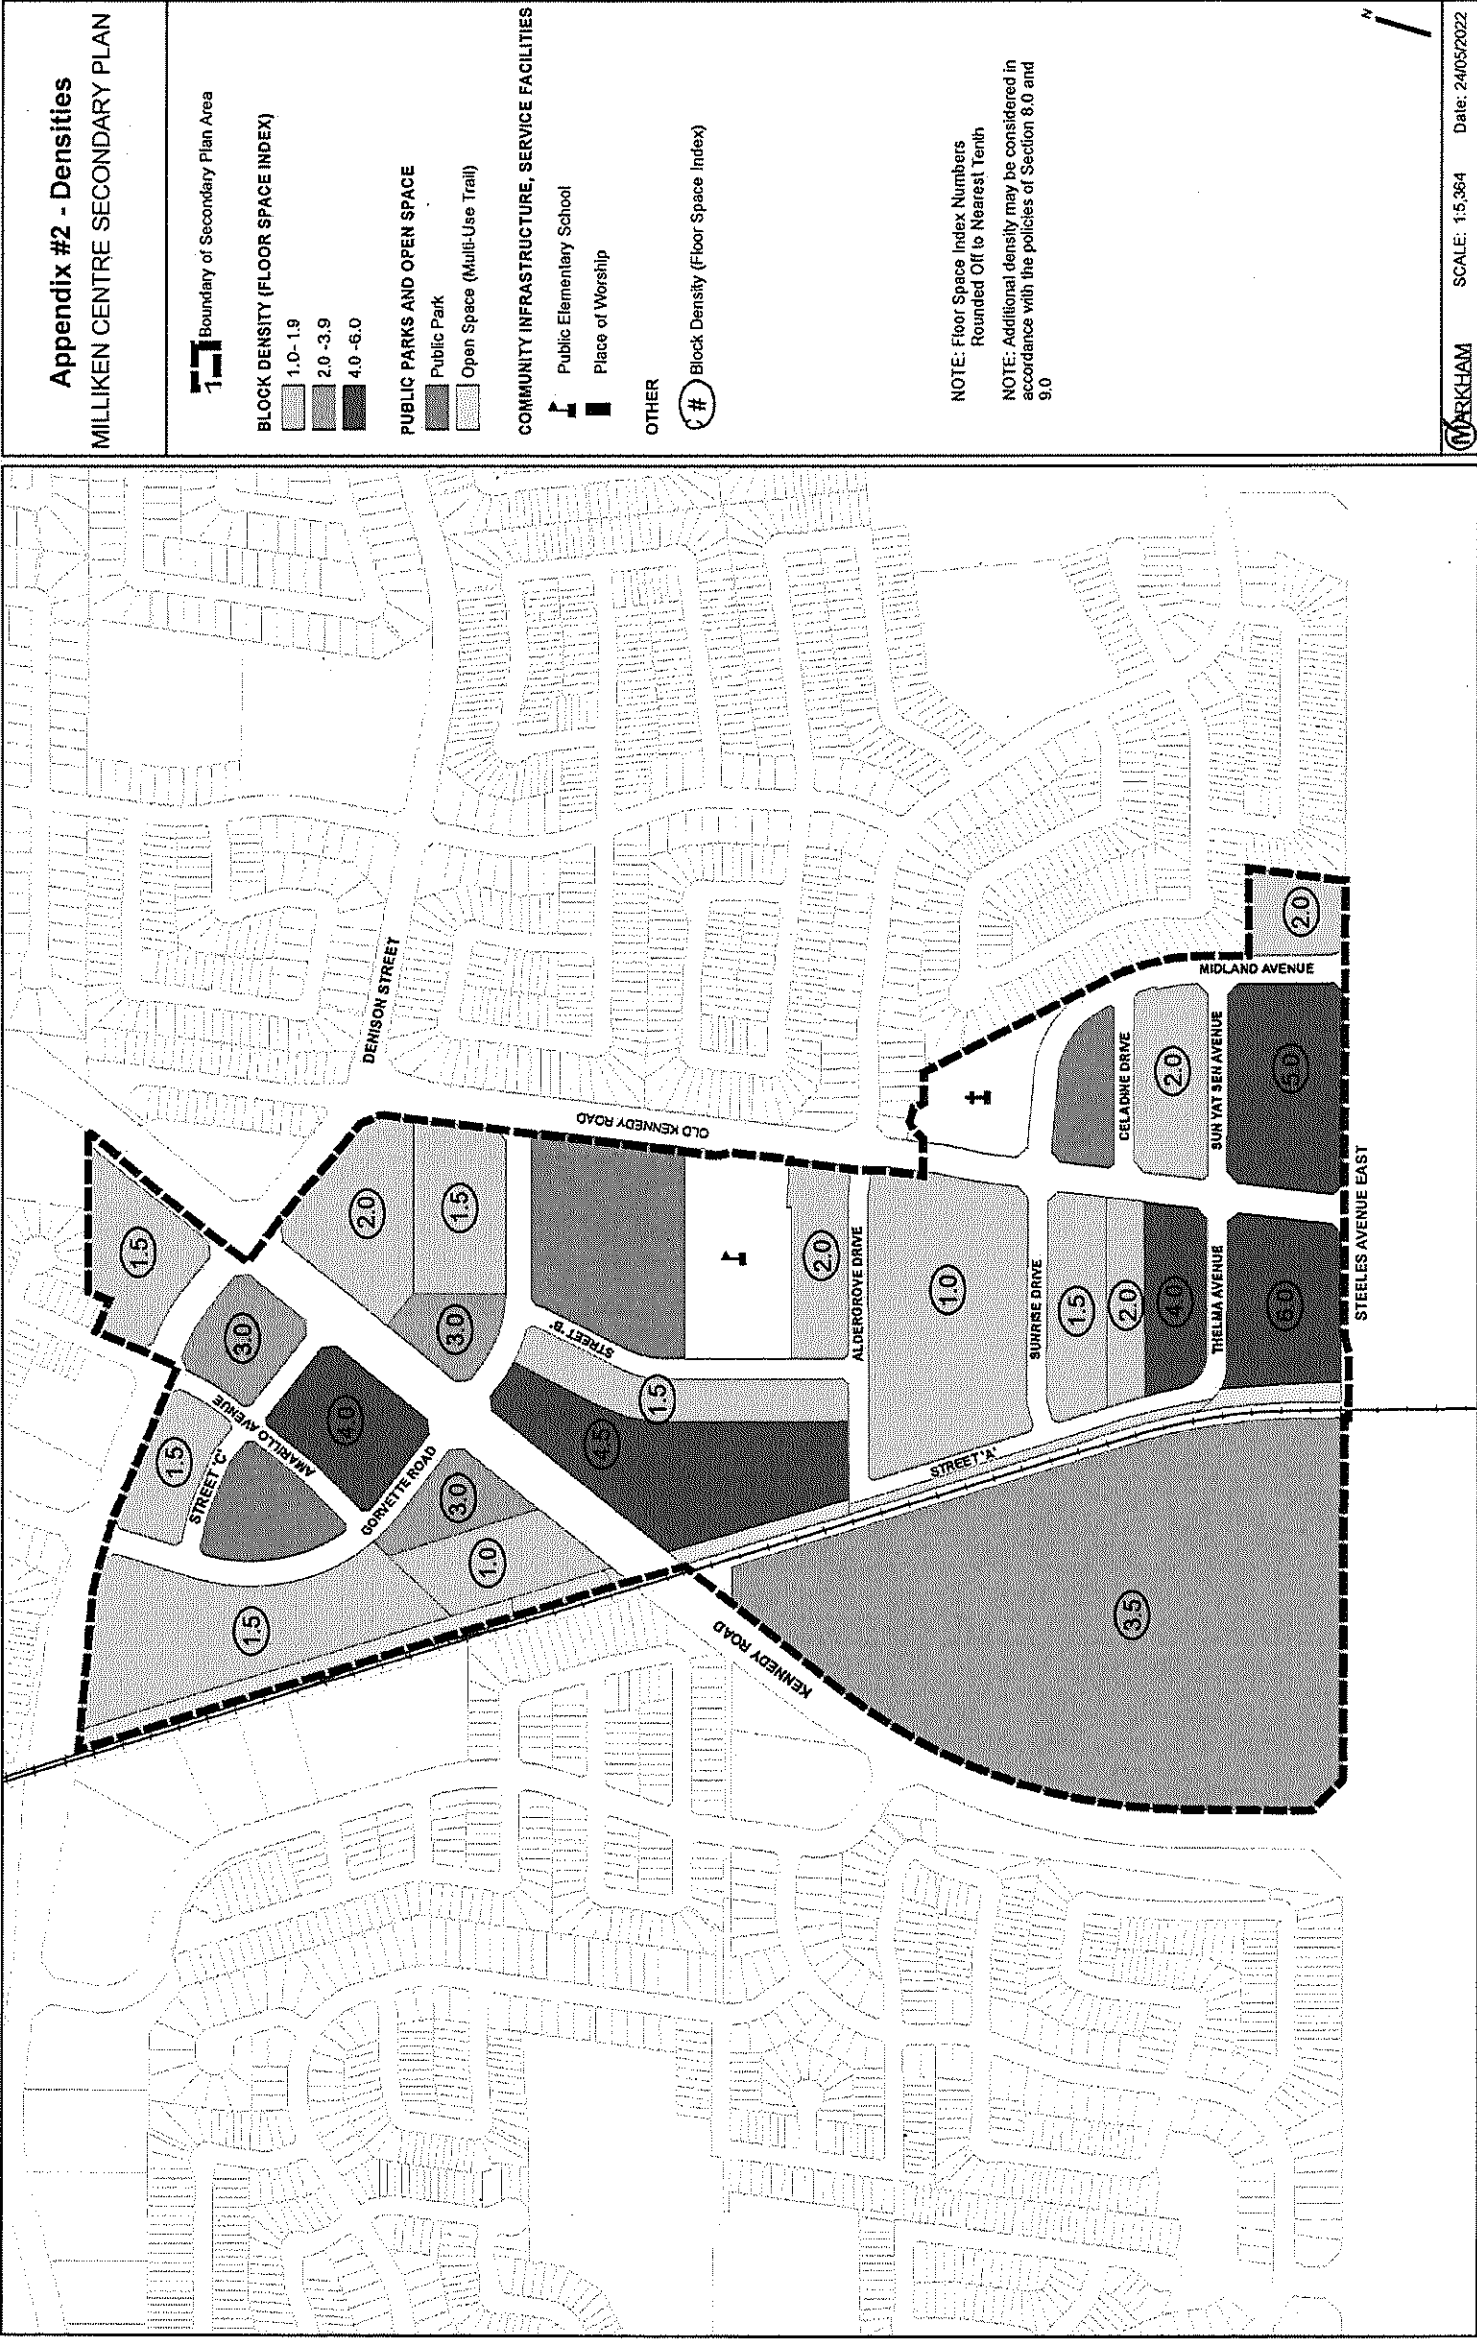 Appendix #2 - Densities
MILLIKEN CENTRE SECONDARY PLAN
Boundary of Secondary Plan Area
BLOCK DENSITY (FLOOR SPACE INDEX)
1.0- 1.9
2.0 -3.9
4.0 -6.0
PUBLIC PARKS AND OPEN SPACE
Public Park
Open Space (Multi-Use Trail)
COMMUNITY INFRASTRUCTURE, SERVICE FACILITIES
Public Elementary School
Place of Worship
OTHER
# Block Density (Floor Space Index)
NOTE: Floor Space Index Numbers
Rounded Off to Nearest Tenth
NOTE: Additional density may be considered in
accordance with the policies of Section 8.0 and
9.0
N
MARKHAM
SCALE: 1:5,364
Date: 24/05/2022
1.5
3.0
1.5
1.5
4.0
2.0
1.5
3.0
3.0
1.0
4.5
1.5
2.0
1.0
1.5
2.0
4.0
6.0
2.0
5.0
2.0
3.5
DENISON STREET
OLD KENNEDY ROAD
KENNEDY ROAD
AMARILLO AVENUE
STREET 'C'
GORVETTE ROAD
STREET 'B'
ALDERGROVE DRIVE
STREET 'A'
SUNRISE DRIVE
THELMA AVENUE
CELADINE DRIVE
SUN YAT SEN AVENUE
MIDLAND AVENUE
STEELES AVENUE EAST